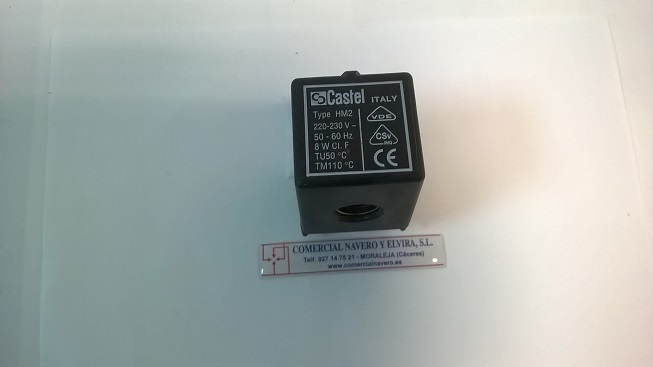 Castel ITALY
Type HM2
220-230 V ~
50 - 60 Hz
8 W Cl. F
TU50 °C
TM110 °C
VDE
CSV
IMQ
CE
COMERCIAL NAVERO Y ELVIRA, S.L.
Telf: 927 14 75 21 - MORALEJA (Cáceres)
www.comercialnavero.es